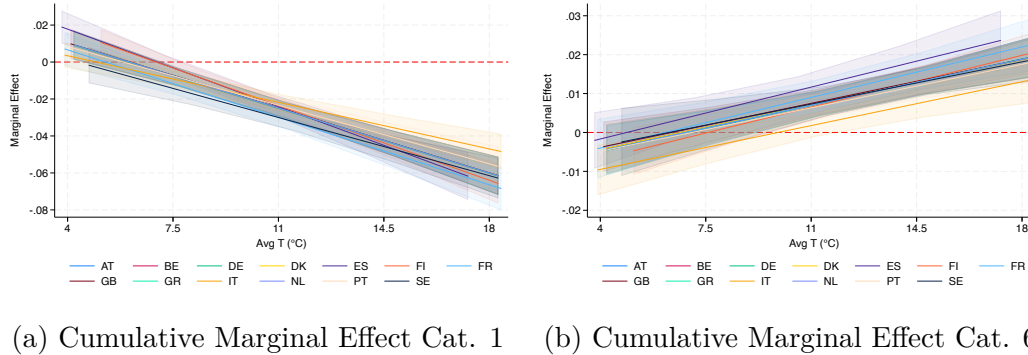 .02
0
-.02
-.04
-.06
-.08
Marginal Effect
4 7.5 11 14.5 18
Avg T (°C)
AT BE DE DK ES FI FR
GB GR IT NL PT SE
.03
.02
.01
0
-.01
-.02
Marginal Effect
4 7.5 11 14.5 18
Avg T (°C)
AT BE DE DK ES FI FR
GB GR IT NL PT SE
(a) Cumulative Marginal Effect Cat. 1
(b) Cumulative Marginal Effect Cat. 6